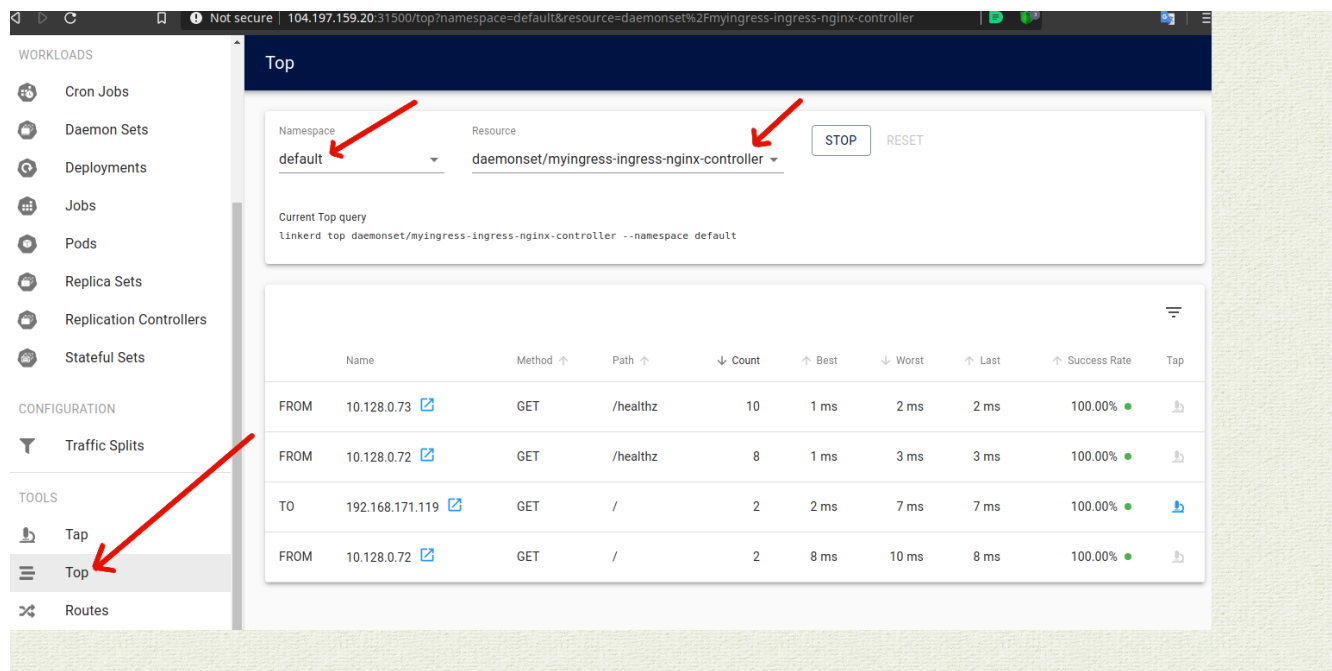 Not secure 104.197.159.20:31500/top?namespace=default&resource=daemonset%2Fmyingress-ingress-nginx-controller
WORKLOADS
Cron Jobs
Daemon Sets
Deployments
Jobs
Pods
Replica Sets
Replication Controllers
Stateful Sets
CONFIGURATION
Traffic Splits
TOOLS
Tap
Top
Routes
Top
Namespace Resource
default daemonset/myingress-ingress-nginx-controller STOP RESET
Current Top query
linkerd top daemonset/myingress-ingress-nginx-controller --namespace default
Name Method Path Count Best Worst Last Success Rate Tap
FROM 10.128.0.73 GET /healthz 10 1 ms 2 ms 2 ms 100.00%
FROM 10.128.0.72 GET /healthz 8 1 ms 3 ms 3 ms 100.00%
TO 192.168.171.119 GET / 2 2 ms 7 ms 7 ms 100.00%
FROM 10.128.0.72 GET / 2 8 ms 10 ms 8 ms 100.00%